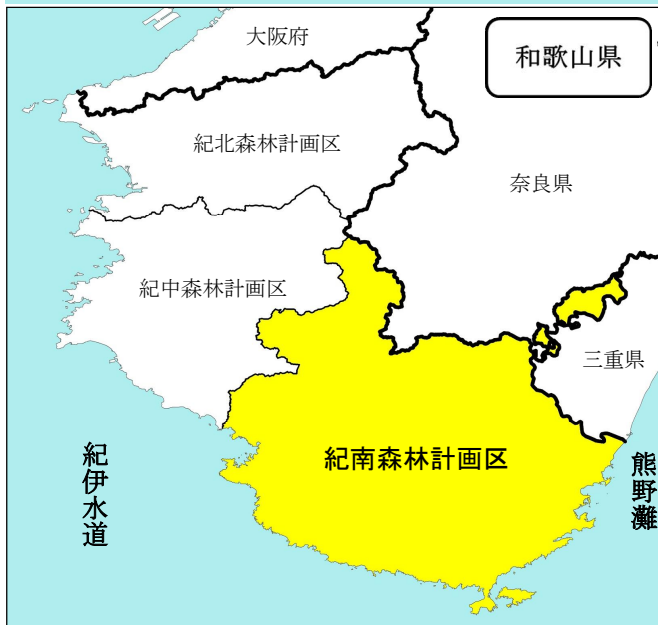 大阪府
和歌山県
紀北森林計画区
奈良県
紀中森林計画区
三重県
紀南森林計画区
紀伊水道
熊野灘